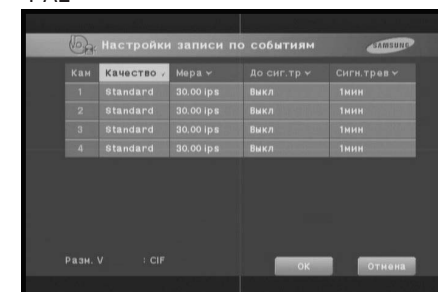 Настройки записи по событиям
SAMSUNG
Кам Качество Мера До сиг.тр Сигн.трев
1 Standard 30.00 ips Выкл 1мин
2 Standard 30.00 ips Выкл 1мин
3 Standard 30.00 ips Выкл 1мин
4 Standard 30.00 ips Выкл 1мин
Разм. V : CIF
OK Отмена